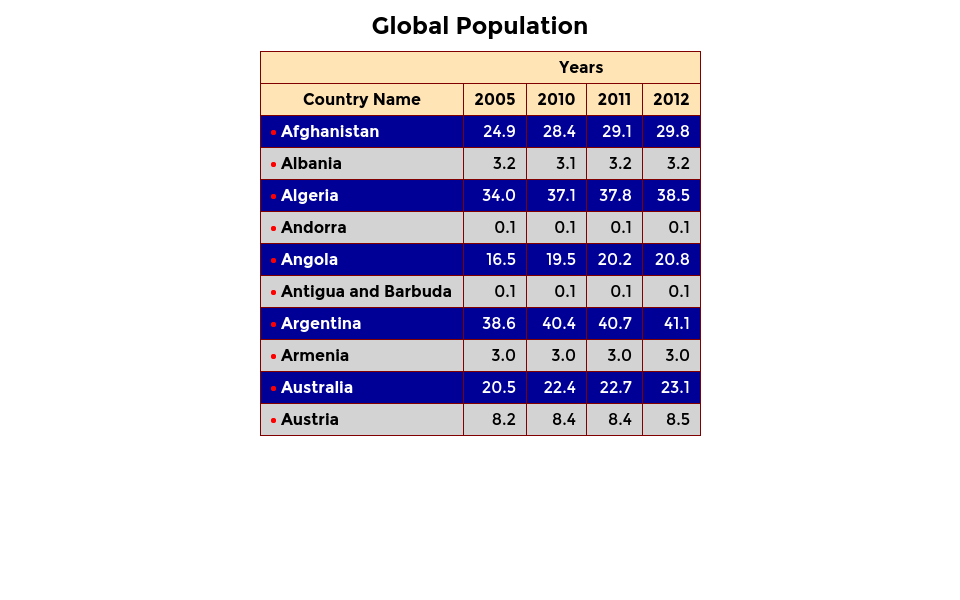 Global Population
Years
Country Name 2005 2010 2011 2012
• Afghanistan 24.9 28.4 29.1 29.8
• Albania 3.2 3.1 3.2 3.2
• Algeria 34.0 37.1 37.8 38.5
• Andorra 0.1 0.1 0.1 0.1
• Angola 16.5 19.5 20.2 20.8
• Antigua and Barbuda 0.1 0.1 0.1 0.1
• Argentina 38.6 40.4 40.7 41.1
• Armenia 3.0 3.0 3.0 3.0
• Australia 20.5 22.4 22.7 23.1
• Austria 8.2 8.4 8.4 8.5